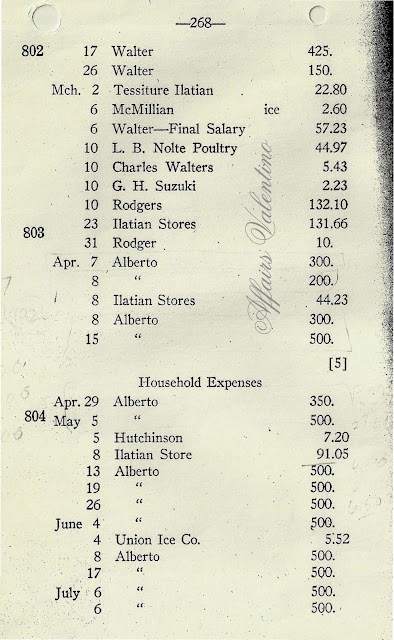 —268—
802 17 Walter 425.
26 Walter 150.
Mch. 2 Tessiture Ilatian 22.80
6 McMillian ice 2.60
6 Walter—Final Salary 57.23
10 L. B. Nolte Poultry 44.97
10 Charles Walters 5.43
10 G. H. Suzuki 2.23
10 Rodgers 132.10
23 Ilatian Stores 131.66
803
31 Rodger 10.
Apr. 7 Alberto 300.
8 “ 200.
8 Ilatian Stores 44.23
8 Alberto 300.
15 “ 500.
[5]
Household Expenses
Apr. 29 Alberto 350.
804
May 5 “ 500.
5 Hutchinson 7.20
8 Ilatian Store 91.05
13 Alberto 500.
19 “ 500.
26 “ 500.
June 4 “ 500.
4 Union Ice Co. 5.52
8 Alberto 500.
17 “ 500.
July 6 “ 500.
6 “ 500.
Affairs Valentino